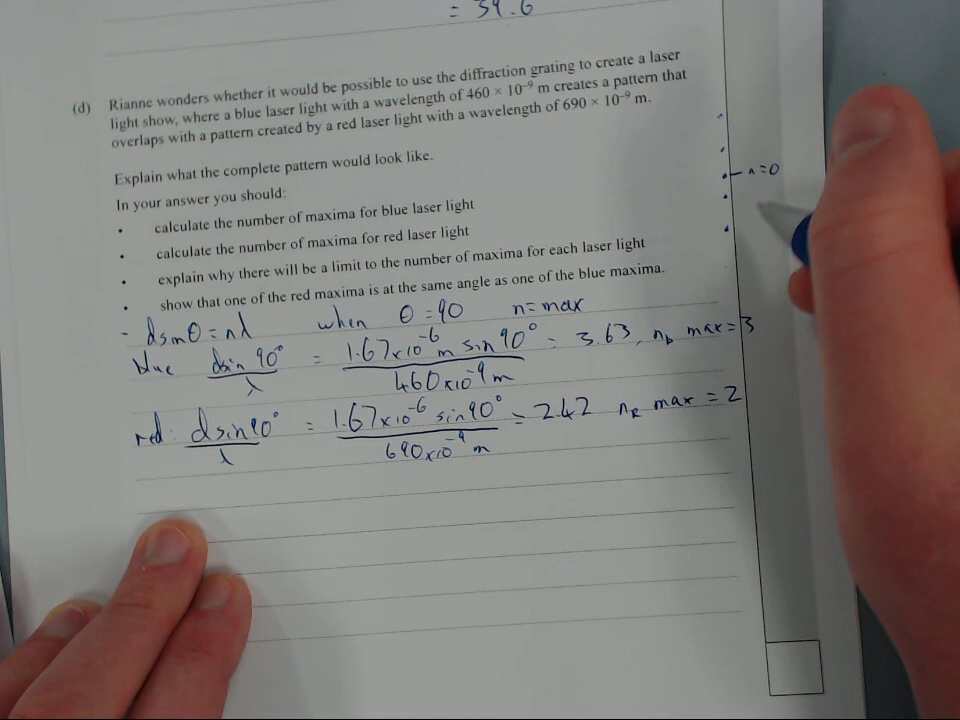 = 34.6
(d) Rianne wonders whether it would be possible to use the diffraction grating to create a laser
light show, where a blue laser light with a wavelength of 460 × 10⁻⁹ m creates a pattern that
overlaps with a pattern created by a red laser light with a wavelength of 690 × 10⁻⁹ m.
Explain what the complete pattern would look like.
In your answer you should:
• calculate the number of maxima for blue laser light
• calculate the number of maxima for red laser light
• explain why there will be a limit to the number of maxima for each laser light
• show that one of the red maxima is at the same angle as one of the blue maxima.
n=0
- dsinθ = nλ when θ = 90 n = max
blue dsin 90° / λ = 1.67×10⁻⁶ m sin 90° / 460×10⁻⁹ m = 3.63, n_b max = 3
red: dsin90° / λ = 1.67×10⁻⁶ sin90° / 690×10⁻⁹ m = 2.42 n_R max = 2